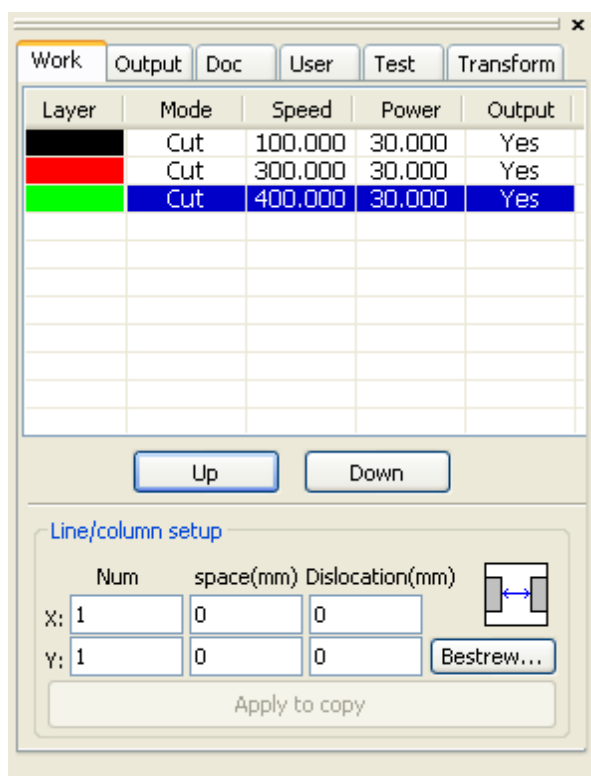 Work Output Doc User Test Transform
Layer Mode Speed Power Output
Cut 100.000 30.000 Yes
Cut 300.000 30.000 Yes
Cut 400.000 30.000 Yes
Up Down
Line/column setup
Num space(mm) Dislocation(mm)
X: 1 0 0
Y: 1 0 0 Bestrew...
Apply to copy